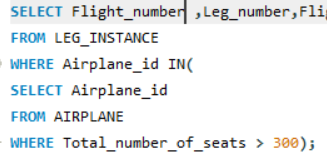 SELECT Flight_number ,Leg_number,Fli
FROM LEG_INSTANCE
WHERE Airplane_id IN(
SELECT Airplane_id
FROM AIRPLANE
WHERE Total_number_of_seats > 300);